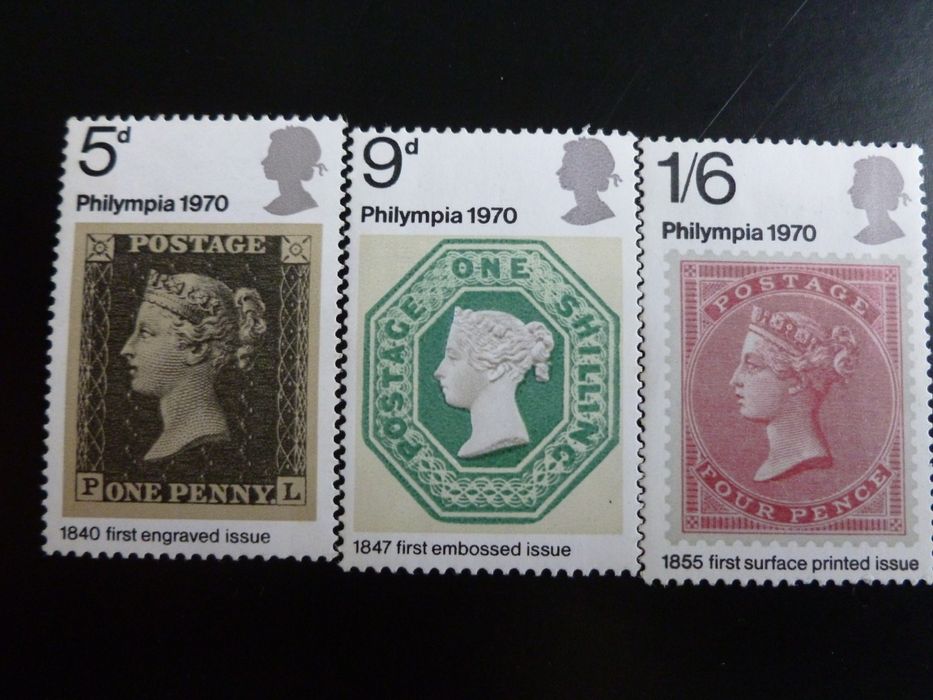 5d
Philympia 1970
POSTAGE
P ONE PENNY L
1840 first engraved issue
9d
Philympia 1970
POSTAGE ONE SHILLING
1847 first embossed issue
1/6
Philympia 1970
POSTAGE
FOUR PENCE
1855 first surface printed issue